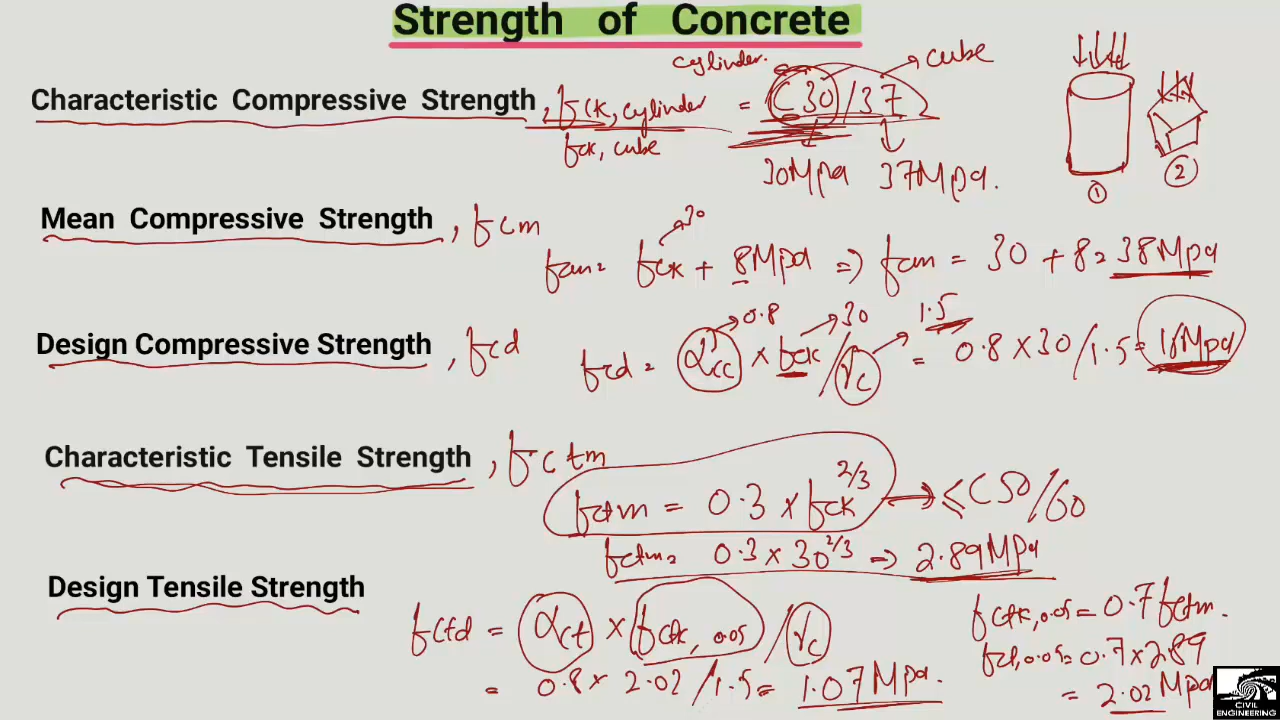 Strength of Concrete
cylinder.
cube
Characteristic Compressive Strength , fck, cylinder = C30/37
fck, cube
30MPa 37MPa.
① ②
Mean Compressive Strength , fcm
30
fcm = fck + 8MPa => fcm = 30 + 8 = 38MPa
Design Compressive Strength , fcd
0.8 30 1.5
fcd = αcc × fck / γc = 0.8 × 30 / 1.5 = 16MPa
Characteristic Tensile Strength , fctm
fctm = 0.3 × fck^2/3 → ≤ C50/60
fctm = 0.3 × 30^2/3 => 2.89MPa
Design Tensile Strength
fctd = αct × fctk, 0.05 / γc
= 0.8 × 2.02 / 1.5 = 1.07MPa.
fctk, 0.05 = 0.7 fctm.
fct, 0.05 = 0.7 × 2.89
= 2.02 MPa
CIVIL
ENGINEERING